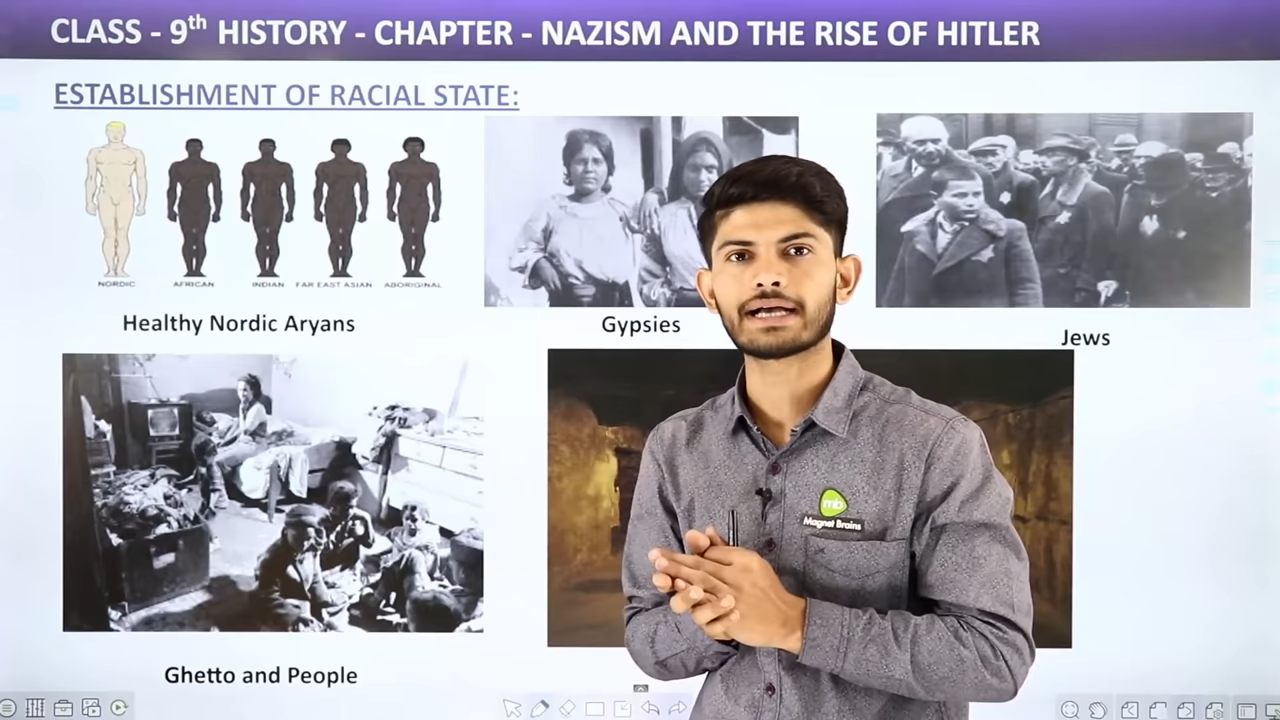 CLASS - 9th HISTORY - CHAPTER - NAZISM AND THE RISE OF HITLER
ESTABLISHMENT OF RACIAL STATE:
NORDIC AFRICAN INDIAN FAR EAST ASIAN ABORIGINAL
Healthy Nordic Aryans
Gypsies
Jews
mb
Magnet Brains
Ghetto and People